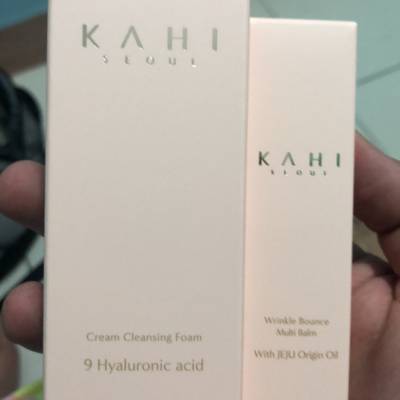 KAHI
SEOUL
Cream Cleansing Foam
9 Hyaluronic acid
KAHI
SEOUL
Wrinkle Bounce
Multi Balm
With JEJU Origin Oil